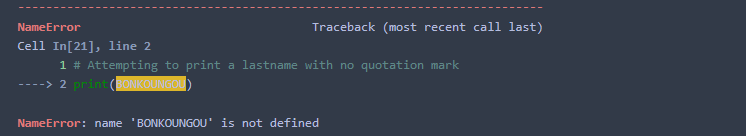 ---------------------------------------------------------------------------
NameError                                 Traceback (most recent call last)
Cell In[21], line 2
      1 # Attempting to print a lastname with no quotation mark
----> 2 print(BONKOUNGOU)

NameError: name 'BONKOUNGOU' is not defined